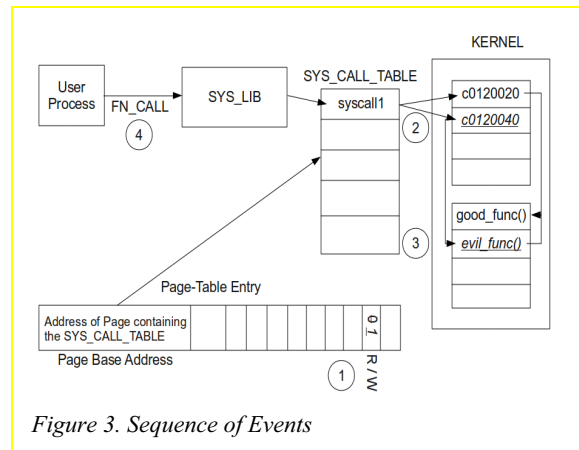 KERNEL
SYS_CALL_TABLE
User
Process
FN_CALL
4
SYS_LIB
syscall1
2
c0120020
c0120040
3
good_func()
evil_func()
Page-Table Entry
Address of Page containing
the SYS_CALL_TABLE
0
1
Page Base Address
1
R / W
Figure 3. Sequence of Events